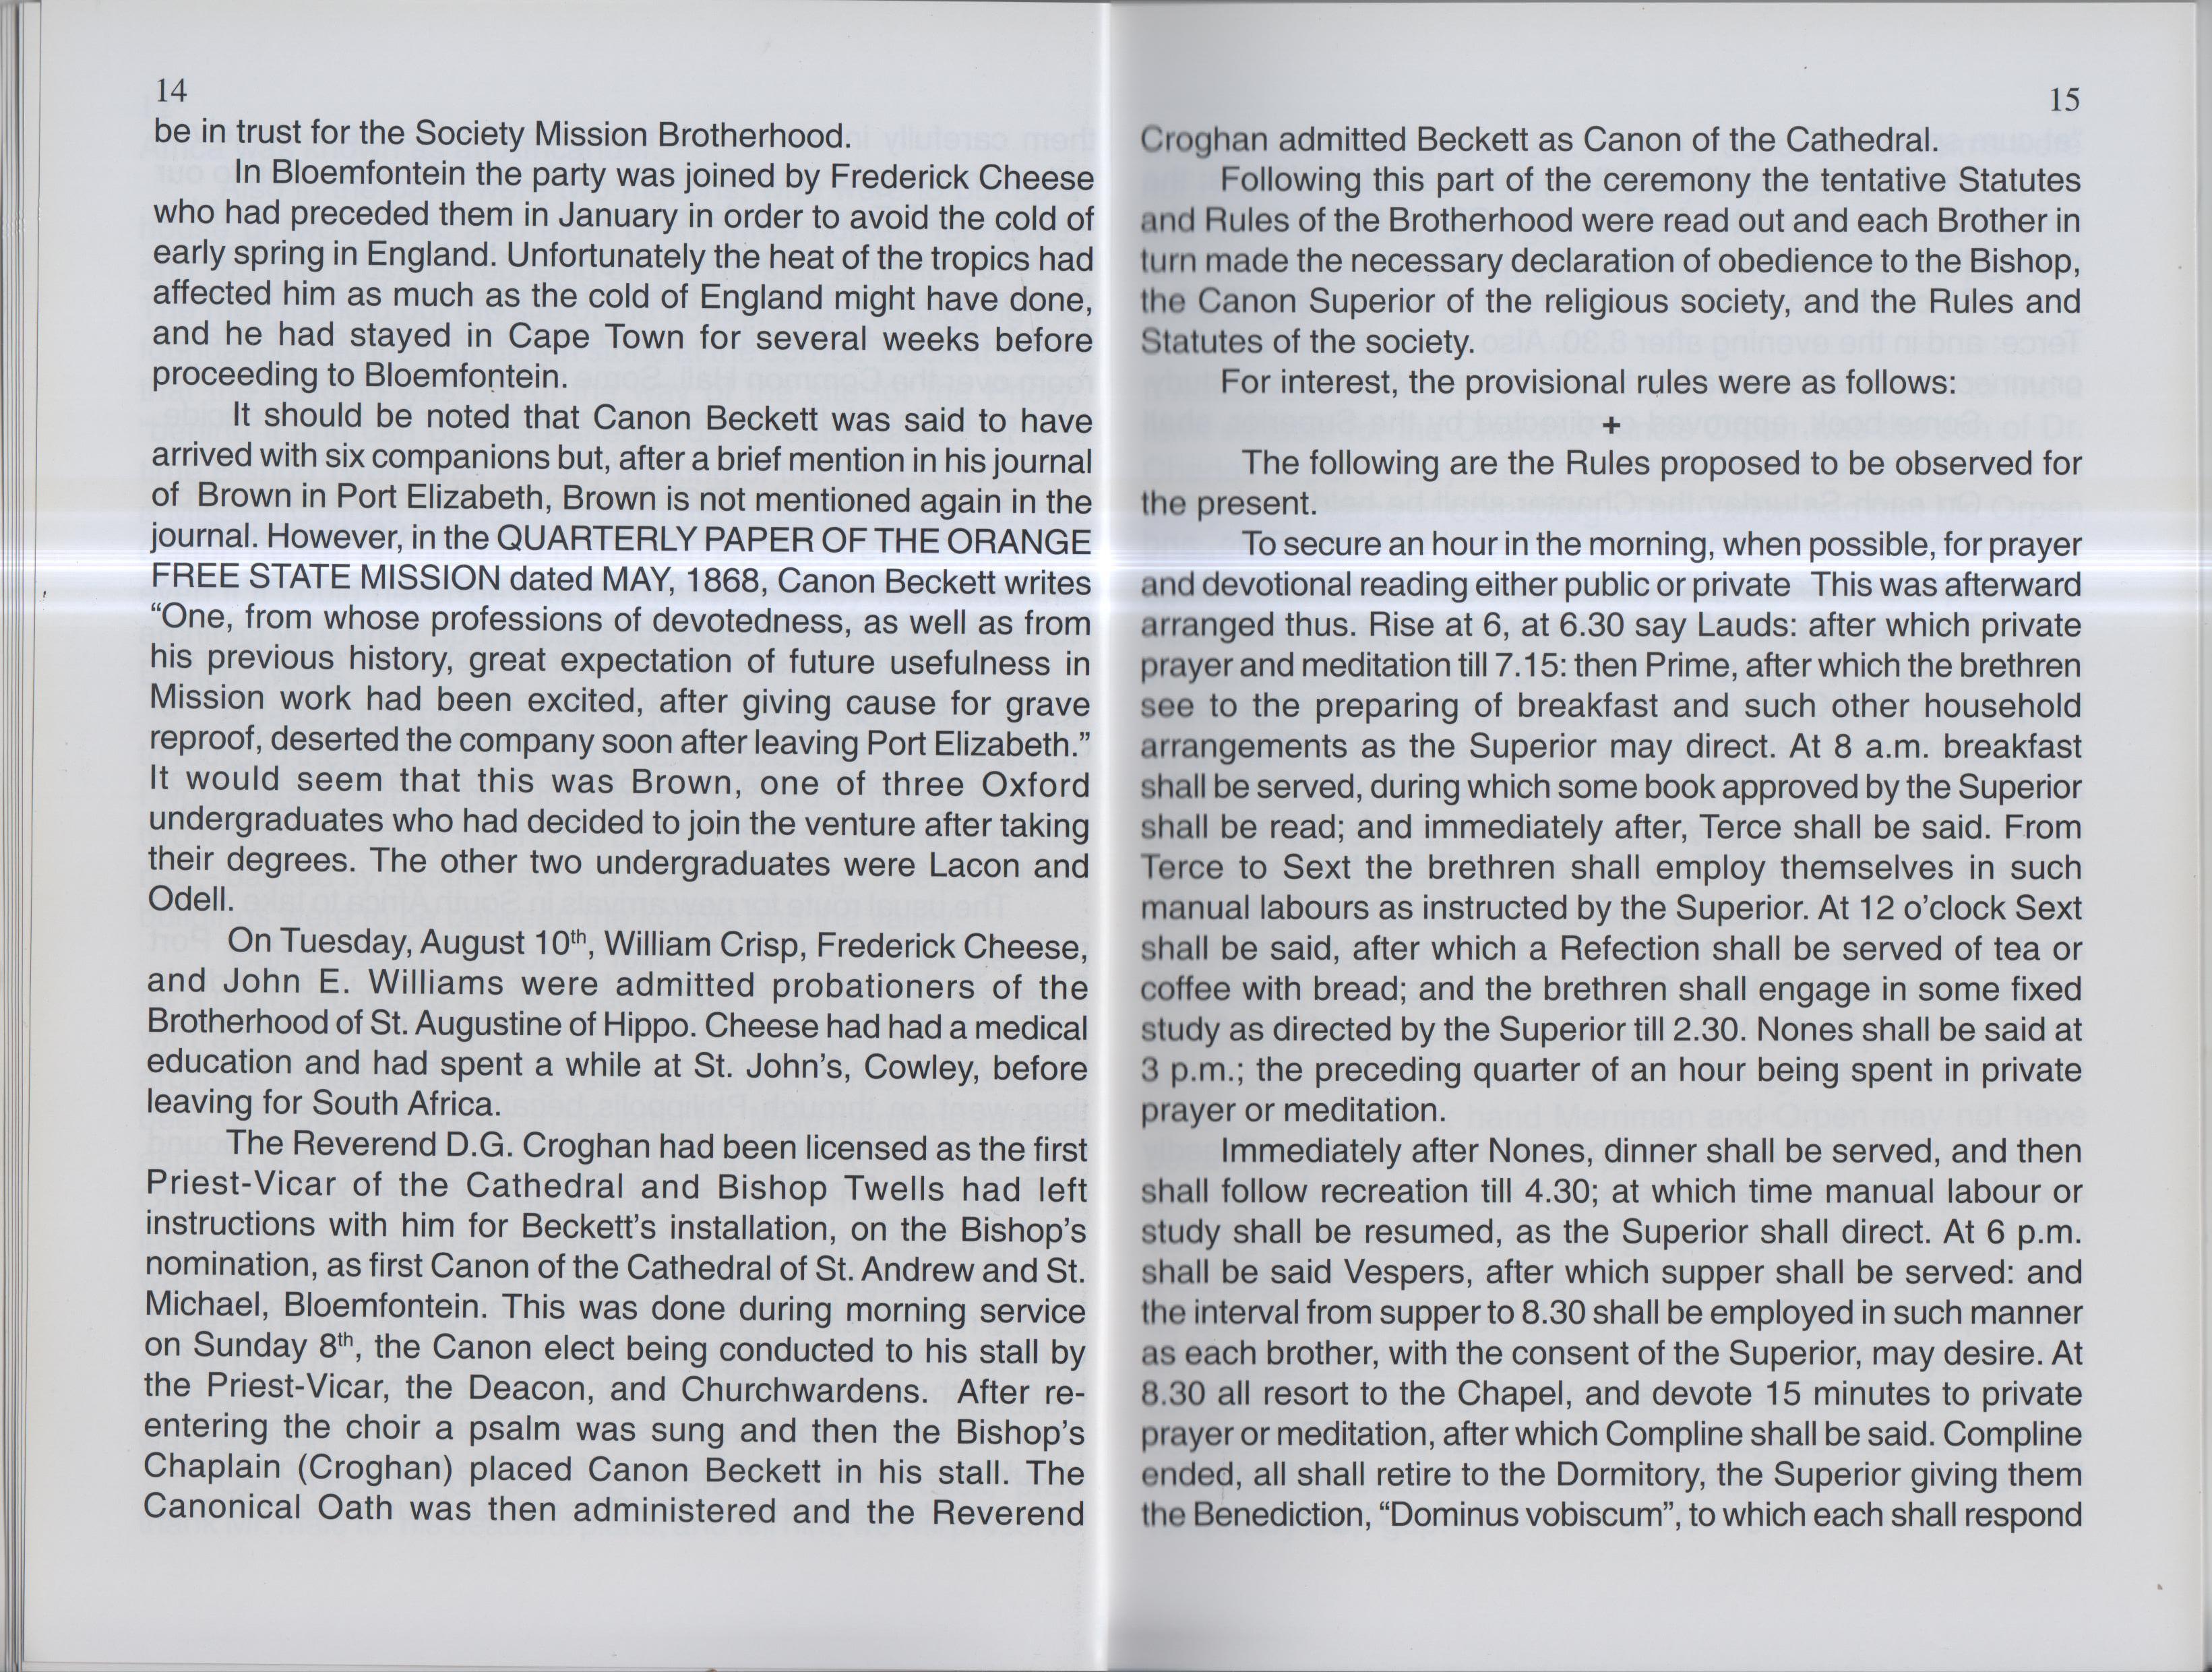 14
be in trust for the Society Mission Brotherhood.
In Bloemfontein the party was joined by Frederick Cheese
who had preceded them in January in order to avoid the cold of
early spring in England. Unfortunately the heat of the tropics had
affected him as much as the cold of England might have done,
and he had stayed in Cape Town for several weeks before
proceeding to Bloemfontein.
It should be noted that Canon Beckett was said to have
arrived with six companions but, after a brief mention in his journal
of Brown in Port Elizabeth, Brown is not mentioned again in the
journal. However, in the QUARTERLY PAPER OF THE ORANGE
FREE STATE MISSION dated MAY, 1868, Canon Beckett writes
“One, from whose professions of devotedness, as well as from
his previous history, great expectation of future usefulness in
Mission work had been excited, after giving cause for grave
reproof, deserted the company soon after leaving Port Elizabeth.”
It would seem that this was Brown, one of three Oxford
undergraduates who had decided to join the venture after taking
their degrees. The other two undergraduates were Lacon and
Odell.
On Tuesday, August 10th, William Crisp, Frederick Cheese,
and John E. Williams were admitted probationers of the
Brotherhood of St. Augustine of Hippo. Cheese had had a medical
education and had spent a while at St. John’s, Cowley, before
leaving for South Africa.
The Reverend D.G. Croghan had been licensed as the first
Priest-Vicar of the Cathedral and Bishop Twells had left
instructions with him for Beckett’s installation, on the Bishop’s
nomination, as first Canon of the Cathedral of St. Andrew and St.
Michael, Bloemfontein. This was done during morning service
on Sunday 8th, the Canon elect being conducted to his stall by
the Priest-Vicar, the Deacon, and Churchwardens. After re-
entering the choir a psalm was sung and then the Bishop’s
Chaplain (Croghan) placed Canon Beckett in his stall. The
Canonical Oath was then administered and the Reverend
15
Croghan admitted Beckett as Canon of the Cathedral.
Following this part of the ceremony the tentative Statutes
and Rules of the Brotherhood were read out and each Brother in
turn made the necessary declaration of obedience to the Bishop,
the Canon Superior of the religious society, and the Rules and
Statutes of the society.
For interest, the provisional rules were as follows:
+
The following are the Rules proposed to be observed for
the present.
To secure an hour in the morning, when possible, for prayer
and devotional reading either public or private This was afterward
arranged thus. Rise at 6, at 6.30 say Lauds: after which private
prayer and meditation till 7.15: then Prime, after which the brethren
see to the preparing of breakfast and such other household
arrangements as the Superior may direct. At 8 a.m. breakfast
shall be served, during which some book approved by the Superior
shall be read; and immediately after, Terce shall be said. From
Terce to Sext the brethren shall employ themselves in such
manual labours as instructed by the Superior. At 12 o’clock Sext
shall be said, after which a Refection shall be served of tea or
coffee with bread; and the brethren shall engage in some fixed
study as directed by the Superior till 2.30. Nones shall be said at
3 p.m.; the preceding quarter of an hour being spent in private
prayer or meditation.
Immediately after Nones, dinner shall be served, and then
shall follow recreation till 4.30; at which time manual labour or
study shall be resumed, as the Superior shall direct. At 6 p.m.
shall be said Vespers, after which supper shall be served: and
the interval from supper to 8.30 shall be employed in such manner
as each brother, with the consent of the Superior, may desire. At
8.30 all resort to the Chapel, and devote 15 minutes to private
prayer or meditation, after which Compline shall be said. Compline
ended, all shall retire to the Dormitory, the Superior giving them
the Benediction, “Dominus vobiscum”, to which each shall respond